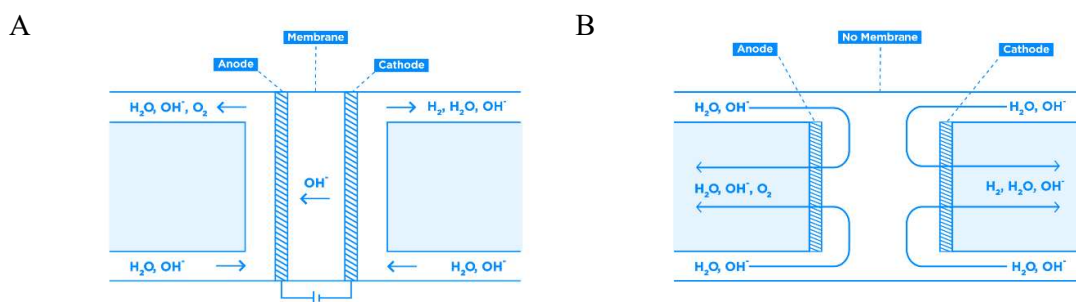 A
Membrane
Anode
Cathode
H₂O, OH⁻, O₂
H₂, H₂O, OH⁻
OH⁻
H₂O, OH⁻
H₂O, OH⁻
B
No Membrane
Anode
Cathode
H₂O, OH⁻
H₂O, OH⁻
H₂O, OH⁻, O₂
H₂, H₂O, OH⁻
H₂O, OH⁻
H₂O, OH⁻